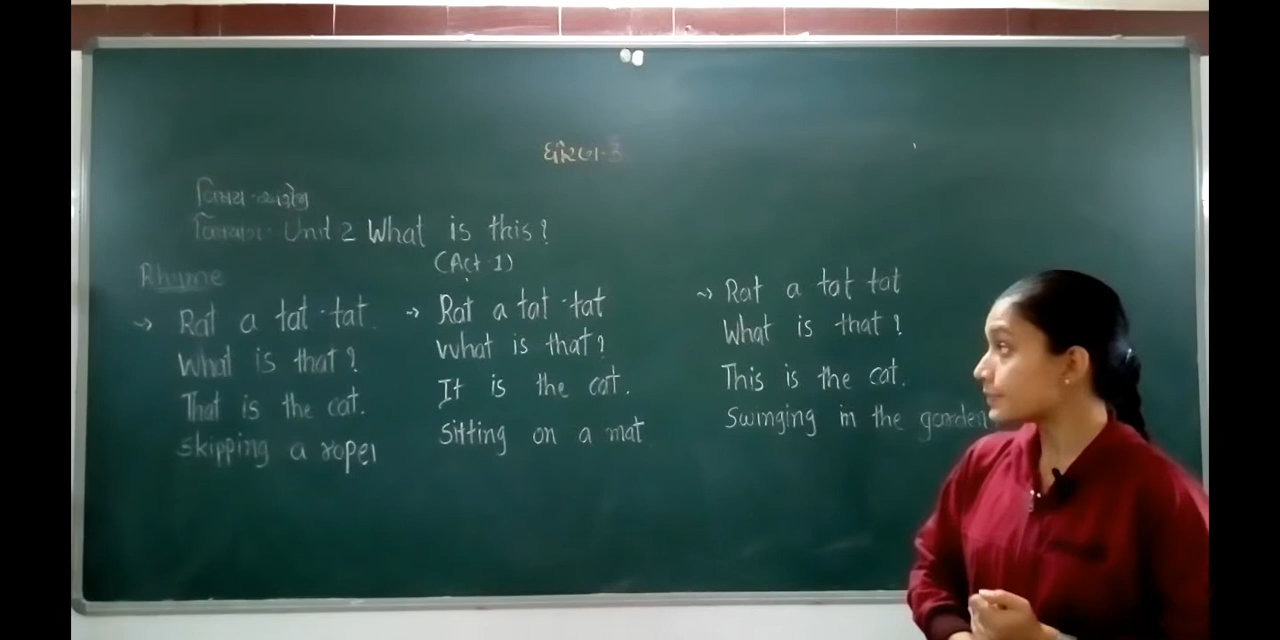 ધોરણ-૩
વિષય-અંગ્રેજી
વિભાગ- Unit 2 What is this?
(Act-1)
Rhyme
→ Rat a tat tat.
What is that?
That is the cat.
skipping a rope
→ Rat a tat tat
What is that?
It is the cat.
Sitting on a mat
→ Rat a tat tat
What is that?
This is the cat.
Swinging in the garden